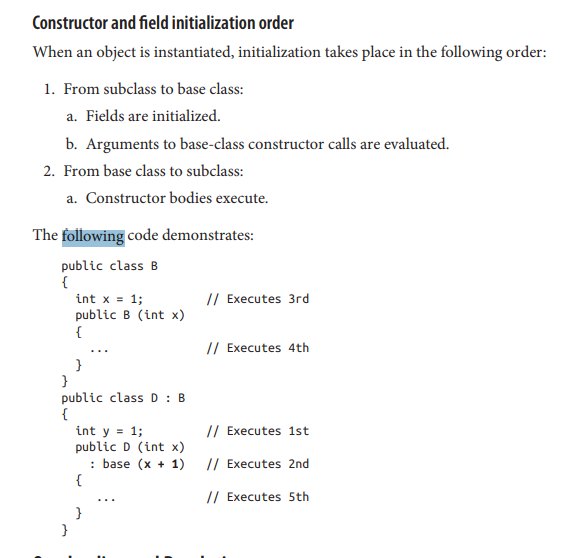 Constructor and field initialization order
When an object is instantiated, initialization takes place in the following order:
1. From subclass to base class:
a. Fields are initialized.
b. Arguments to base-class constructor calls are evaluated.
2. From base class to subclass:
a. Constructor bodies execute.
The following code demonstrates:
public class B
{
int x = 1; // Executes 3rd
public B (int x)
{
... // Executes 4th
}
}
public class D : B
{
int y = 1; // Executes 1st
public D (int x)
: base (x + 1) // Executes 2nd
{
... // Executes 5th
}
}